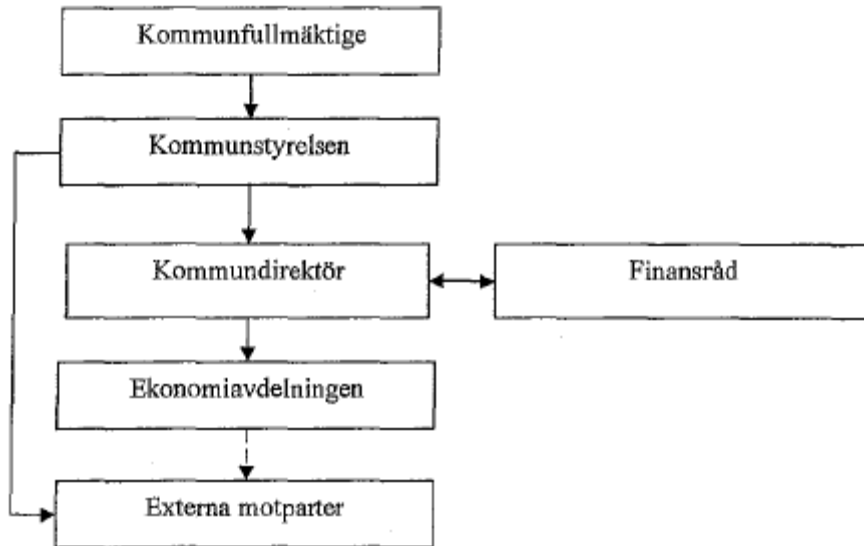 Kommunfullmäktige
Kommunstyrelsen
Kommundirektör
Finansråd
Ekonomiavdelningen
Externa motparter